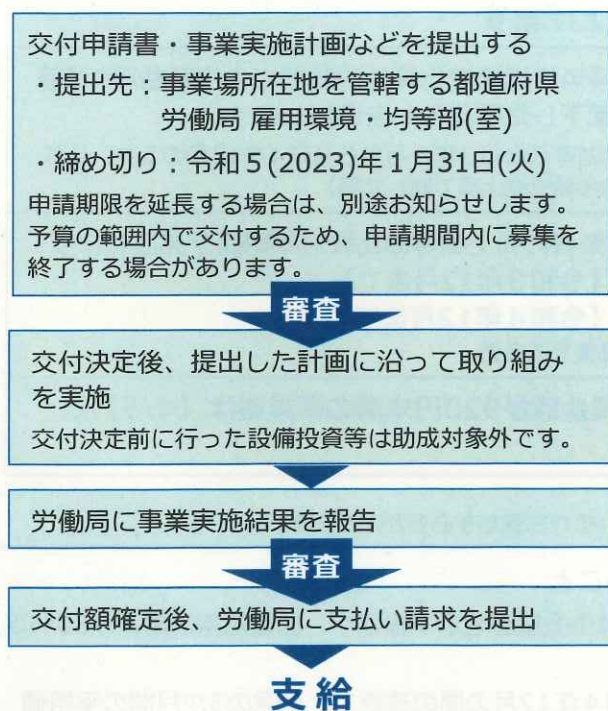 交付申請書・事業実施計画などを提出する
・提出先：事業場所在地を管轄する都道府県
労働局 雇用環境・均等部(室)
・締め切り：令和５(2023)年１月31日(火)
申請期限を延長する場合は、別途お知らせします。
予算の範囲内で交付するため、申請期間内に募集を
終了する場合があります。
審査
交付決定後、提出した計画に沿って取り組み
を実施
交付決定前に行った設備投資等は助成対象外です。
労働局に事業実施結果を報告
審査
交付額確定後、労働局に支払い請求を提出
支給